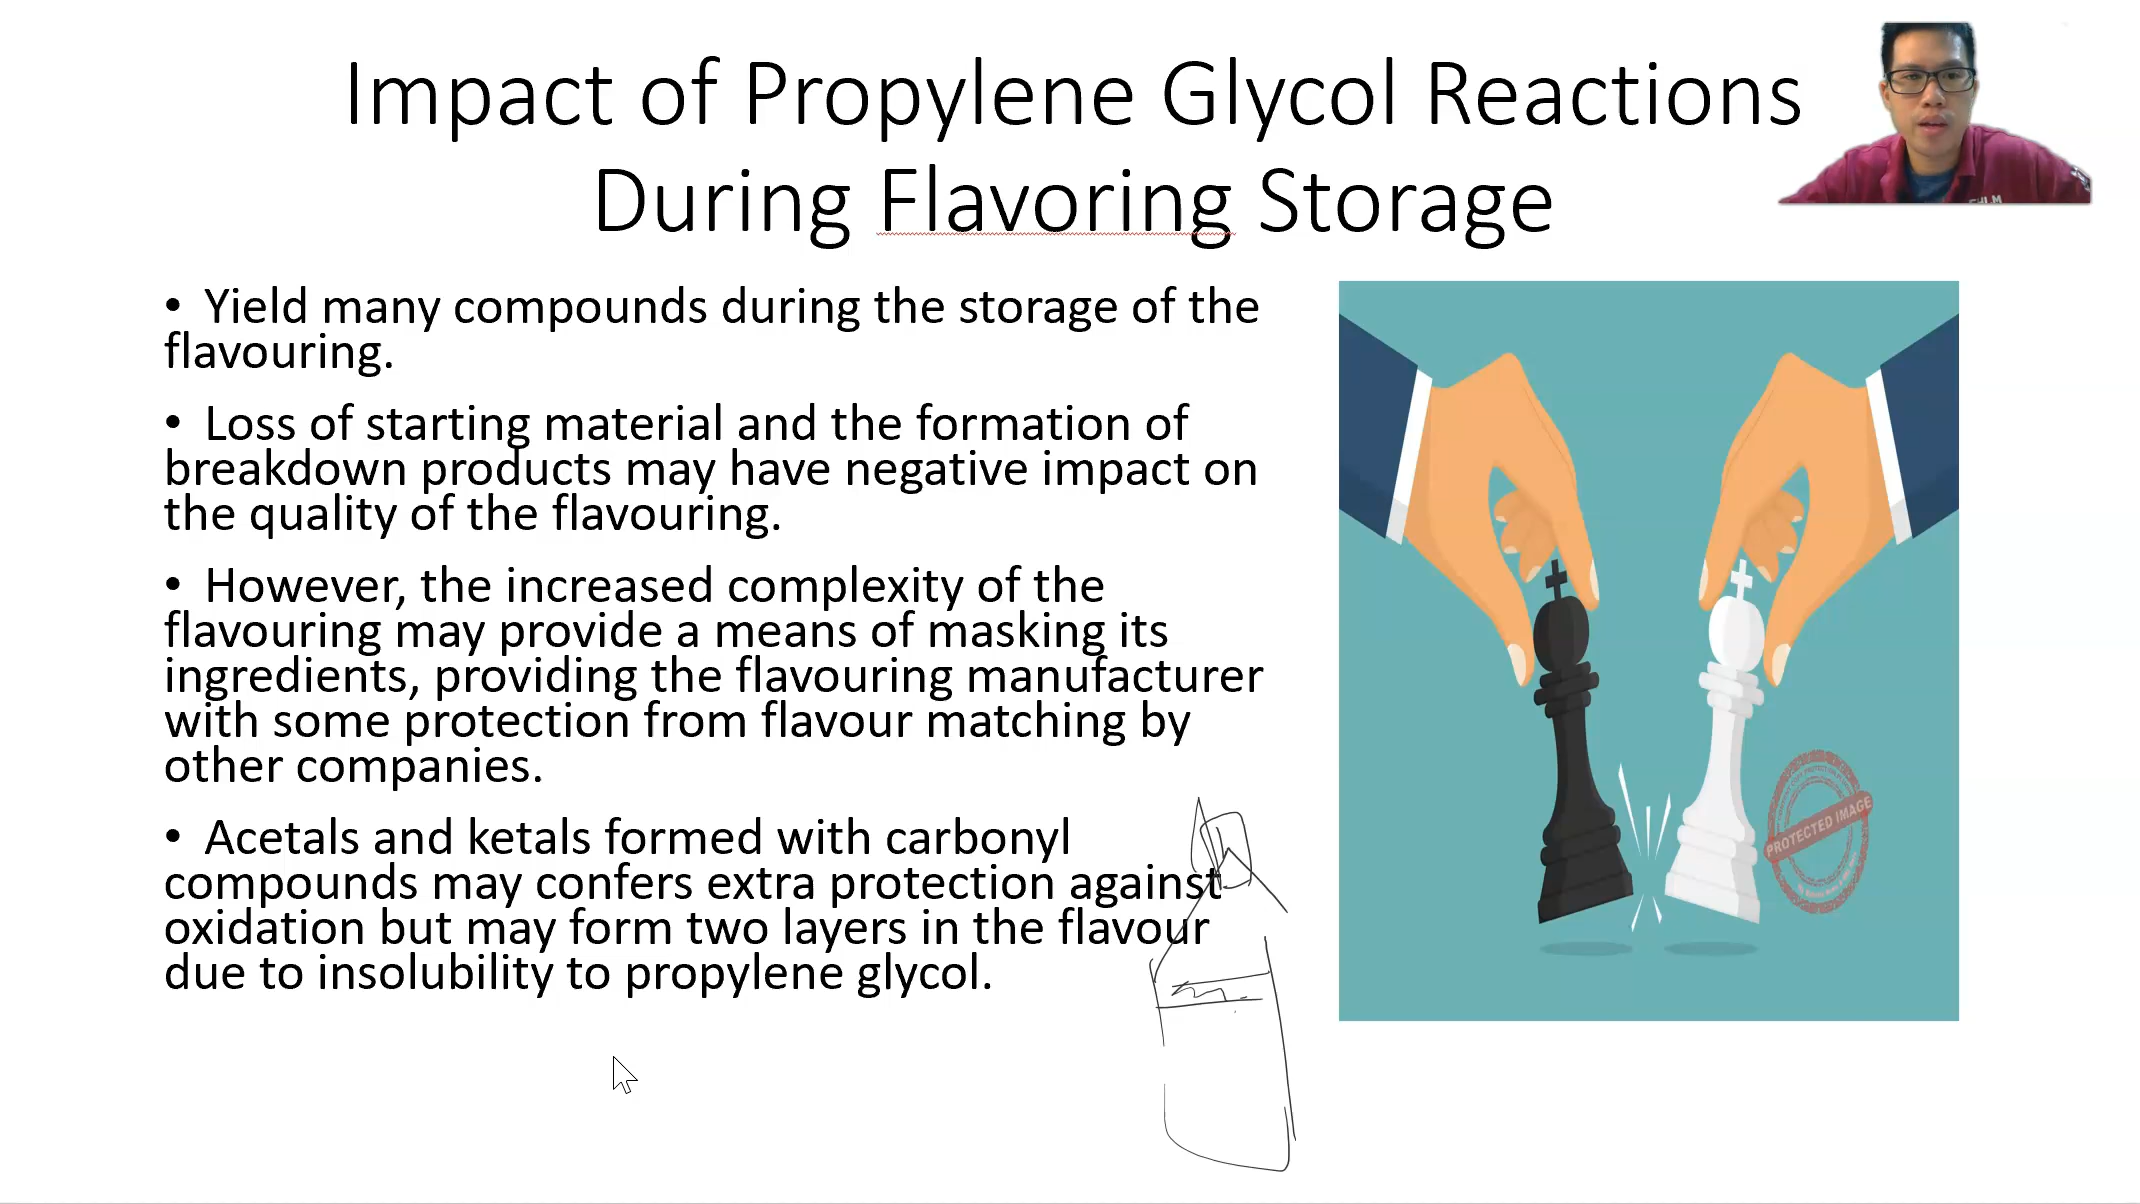 Impact of Propylene Glycol Reactions
During Flavoring Storage
• Yield many compounds during the storage of the
flavouring.
• Loss of starting material and the formation of
breakdown products may have negative impact on
the quality of the flavouring.
• However, the increased complexity of the
flavouring may provide a means of masking its
ingredients, providing the flavouring manufacturer
with some protection from flavour matching by
other companies.
• Acetals and ketals formed with carbonyl
compounds may confers extra protection against
oxidation but may form two layers in the flavour
due to insolubility to propylene glycol.
PROTECTED IMAGE